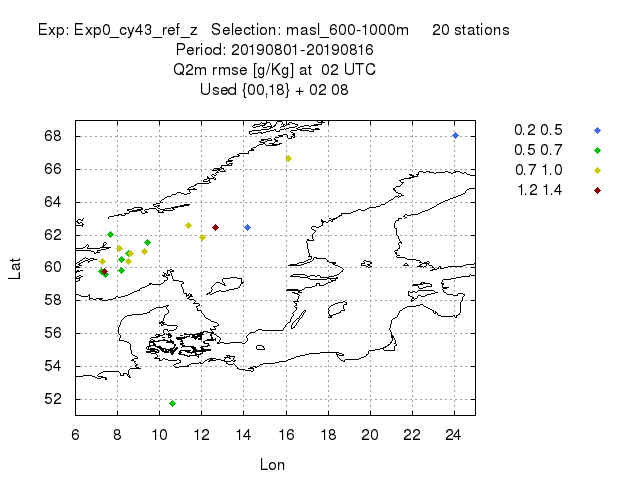 Exp: Exp0_cy43_ref_z   Selection: masl_600-1000m     20 stations
Period: 20190801-20190816
Q2m rmse [g/Kg] at  02 UTC
Used {00,18} + 02 08
0.2 0.5
0.5 0.7
0.7 1.0
1.2 1.4
68
66
64
62
60
58
56
54
52
Lat
6 8 10 12 14 16 18 20 22 24
Lon